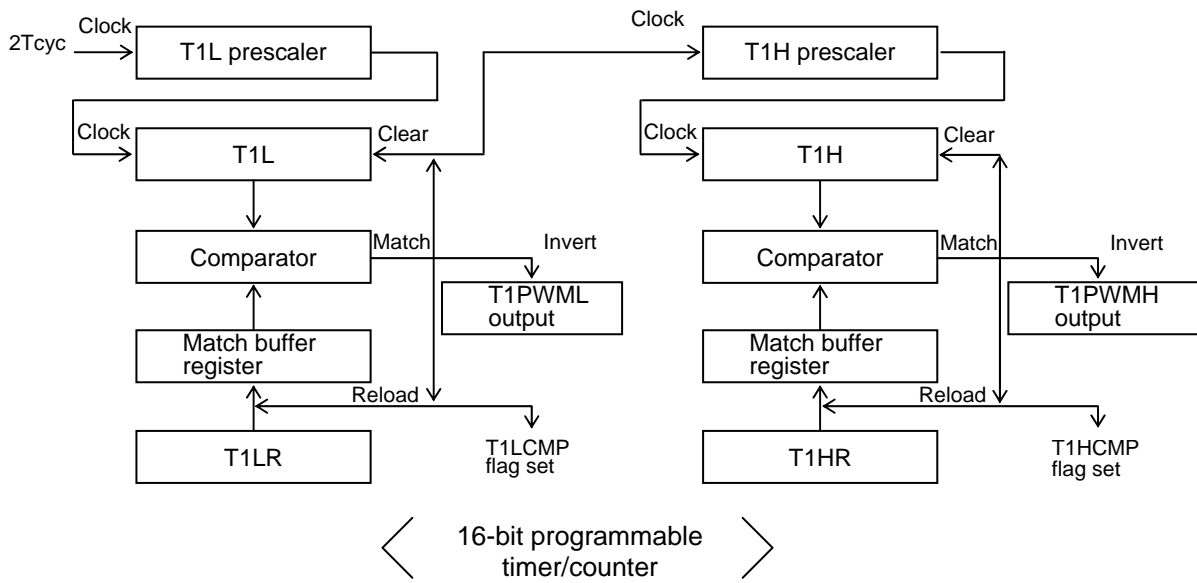 Clock
2Tcyc
T1L prescaler
Clock
T1H prescaler
Clock
T1L
Clear
Clock
T1H
Clear
Comparator
Match
Invert
T1PWML
output
Comparator
Match
Invert
T1PWMH
output
Match buffer
register
Reload
Match buffer
register
Reload
T1LR
T1LCMP
flag set
T1HR
T1HCMP
flag set
16-bit programmable
timer/counter